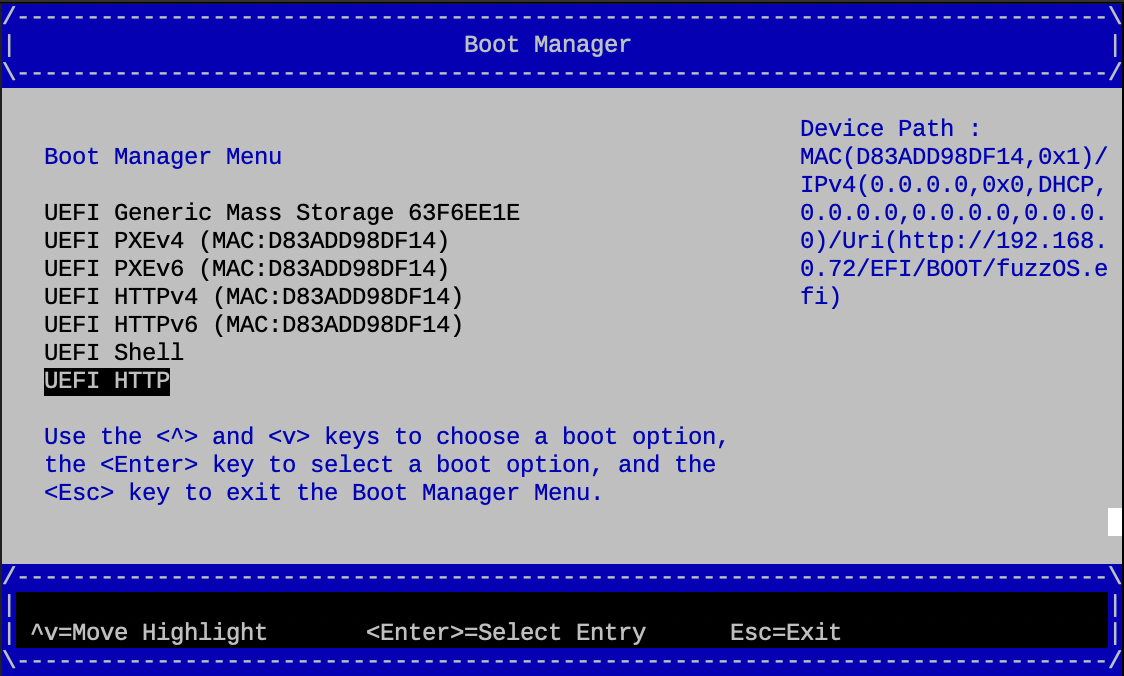 Boot Manager
Boot Manager Menu
UEFI Generic Mass Storage 63F6EE1E
UEFI PXEv4 (MAC:D83ADD98DF14)
UEFI PXEv6 (MAC:D83ADD98DF14)
UEFI HTTPv4 (MAC:D83ADD98DF14)
UEFI HTTPv6 (MAC:D83ADD98DF14)
UEFI Shell
UEFI HTTP
Use the <^> and <v> keys to choose a boot option,
the <Enter> key to select a boot option, and the
<Esc> key to exit the Boot Manager Menu.
Device Path :
MAC(D83ADD98DF14,0x1)/
IPv4(0.0.0.0,0x0,DHCP,
0.0.0.0,0.0.0.0,0.0.0.
0)/Uri(http://192.168.
0.72/EFI/BOOT/fuzzOS.e
fi)
^v=Move Highlight <Enter>=Select Entry Esc=Exit